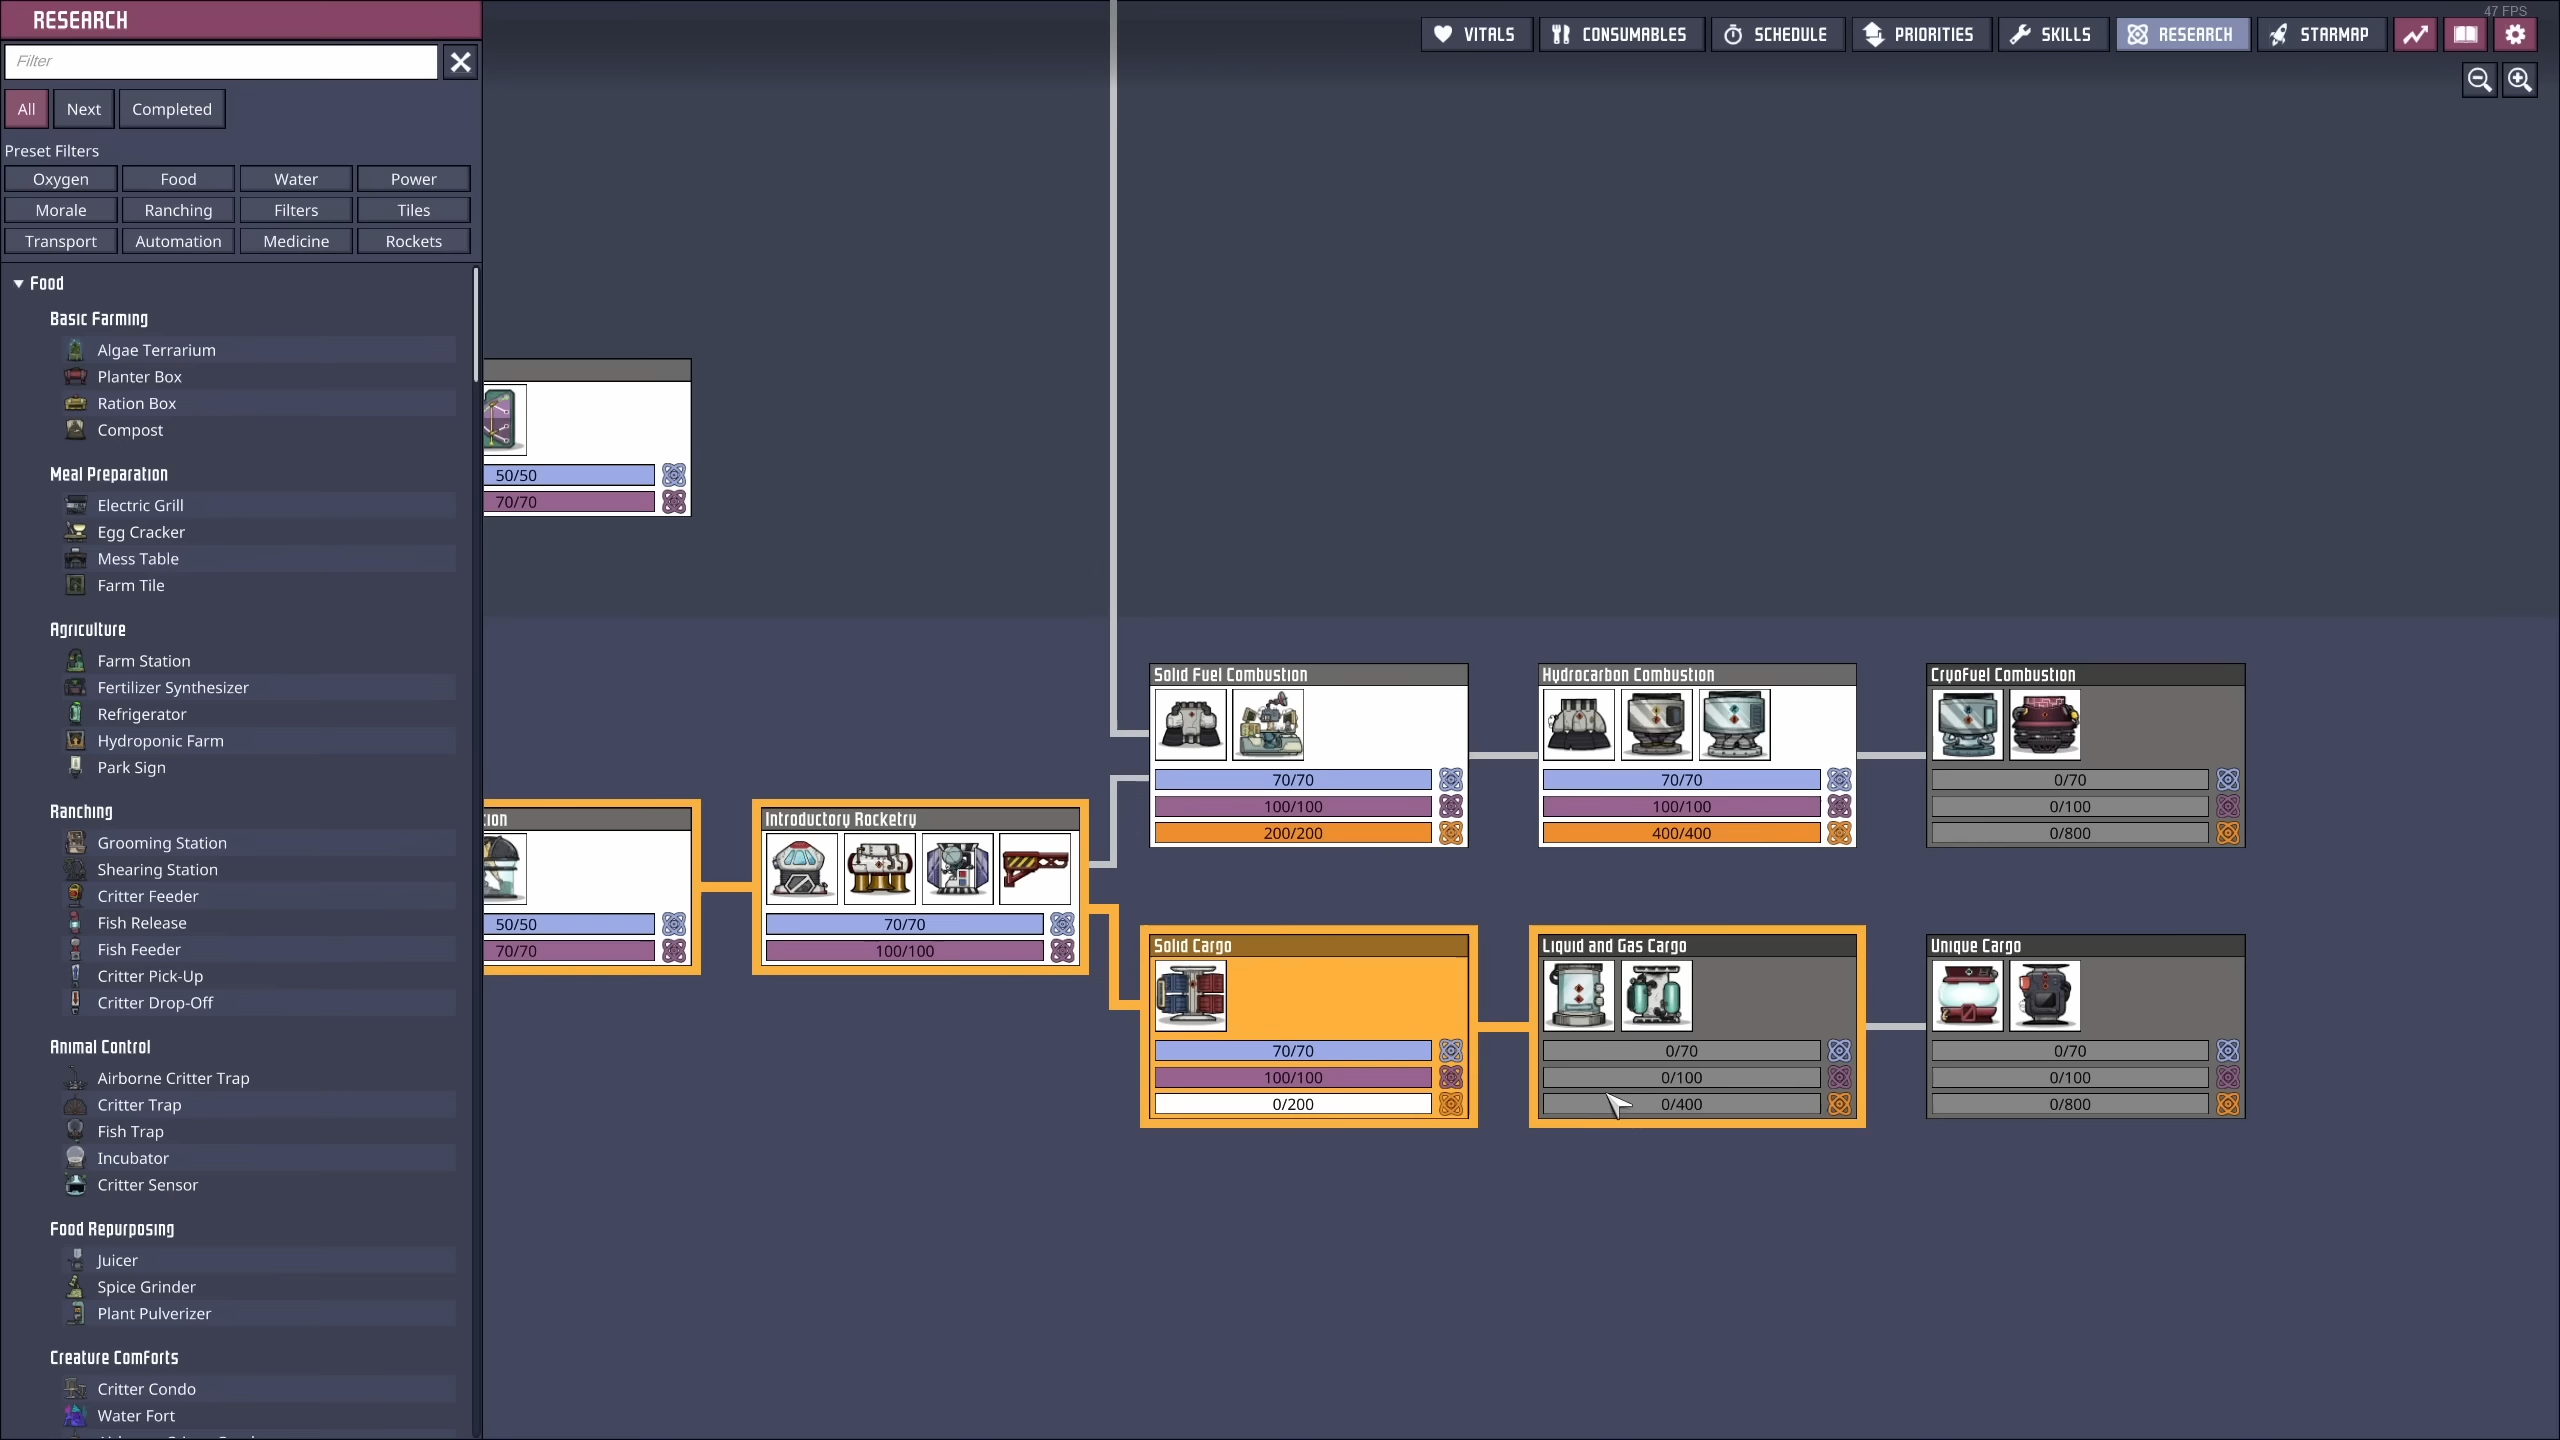 47 FPS
RESEARCH
VITALS
CONSUMABLES
SCHEDULE
PRIORITIES
SKILLS
RESEARCH
STARMAP
Filter
All
Next
Completed
Preset Filters
Oxygen
Food
Water
Power
Morale
Ranching
Filters
Tiles
Transport
Automation
Medicine
Rockets
Food
Basic Farming
Algae Terrarium
Planter Box
Ration Box
Compost
Meal Preparation
Electric Grill
Egg Cracker
Mess Table
Farm Tile
Agriculture
Farm Station
Fertilizer Synthesizer
Refrigerator
Hydroponic Farm
Park Sign
Ranching
Grooming Station
Shearing Station
Critter Feeder
Fish Release
Fish Feeder
Critter Pick-Up
Critter Drop-Off
Animal Control
Airborne Critter Trap
Critter Trap
Fish Trap
Incubator
Critter Sensor
Food Repurposing
Juicer
Spice Grinder
Plant Pulverizer
Creature Comforts
Critter Condo
Water Fort
50/50
70/70
Solid Fuel Combustion
70/70
100/100
200/200
Hydrocarbon Combustion
70/70
100/100
400/400
CryoFuel Combustion
0/70
0/100
0/800
50/50
70/70
Introductory Rocketry
70/70
100/100
Solid Cargo
70/70
100/100
0/200
Liquid and Gas Cargo
0/70
0/100
0/400
Unique Cargo
0/70
0/100
0/800